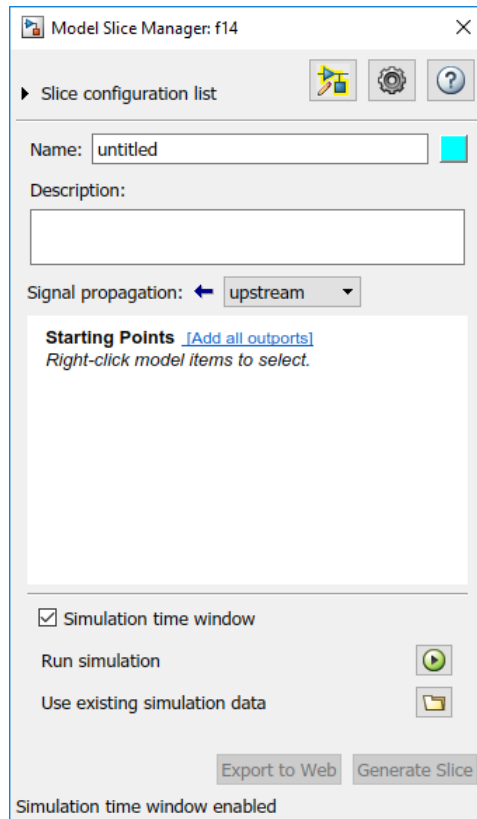 Model Slice Manager: f14
Slice configuration list
?
Name: untitled
Description:
Signal propagation: upstream
Starting Points [Add all outports]
Right-click model items to select.
Simulation time window
Run simulation
Use existing simulation data
Export to Web Generate Slice
Simulation time window enabled